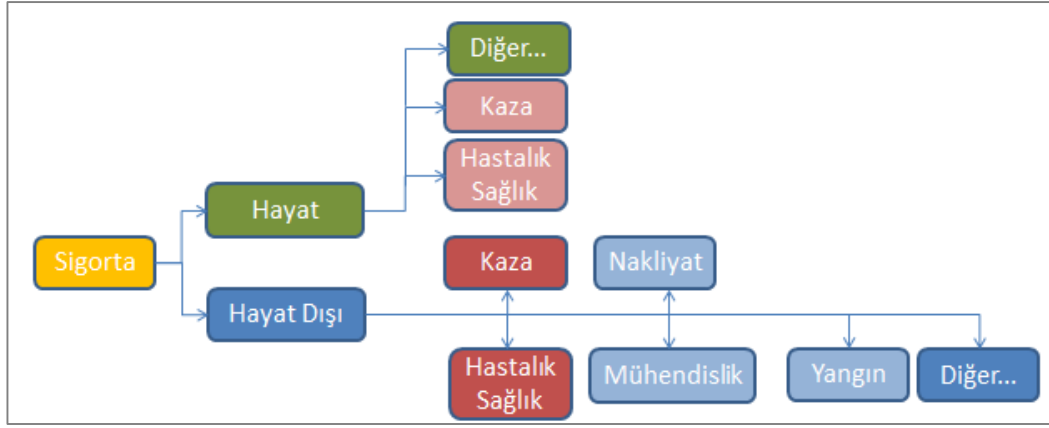 Diğer...
Kaza
Hastalık
Sağlık
Hayat
Sigorta
Kaza
Nakliyat
Hayat Dışı
Hastalık
Sağlık
Mühendislik
Yangın
Diğer...